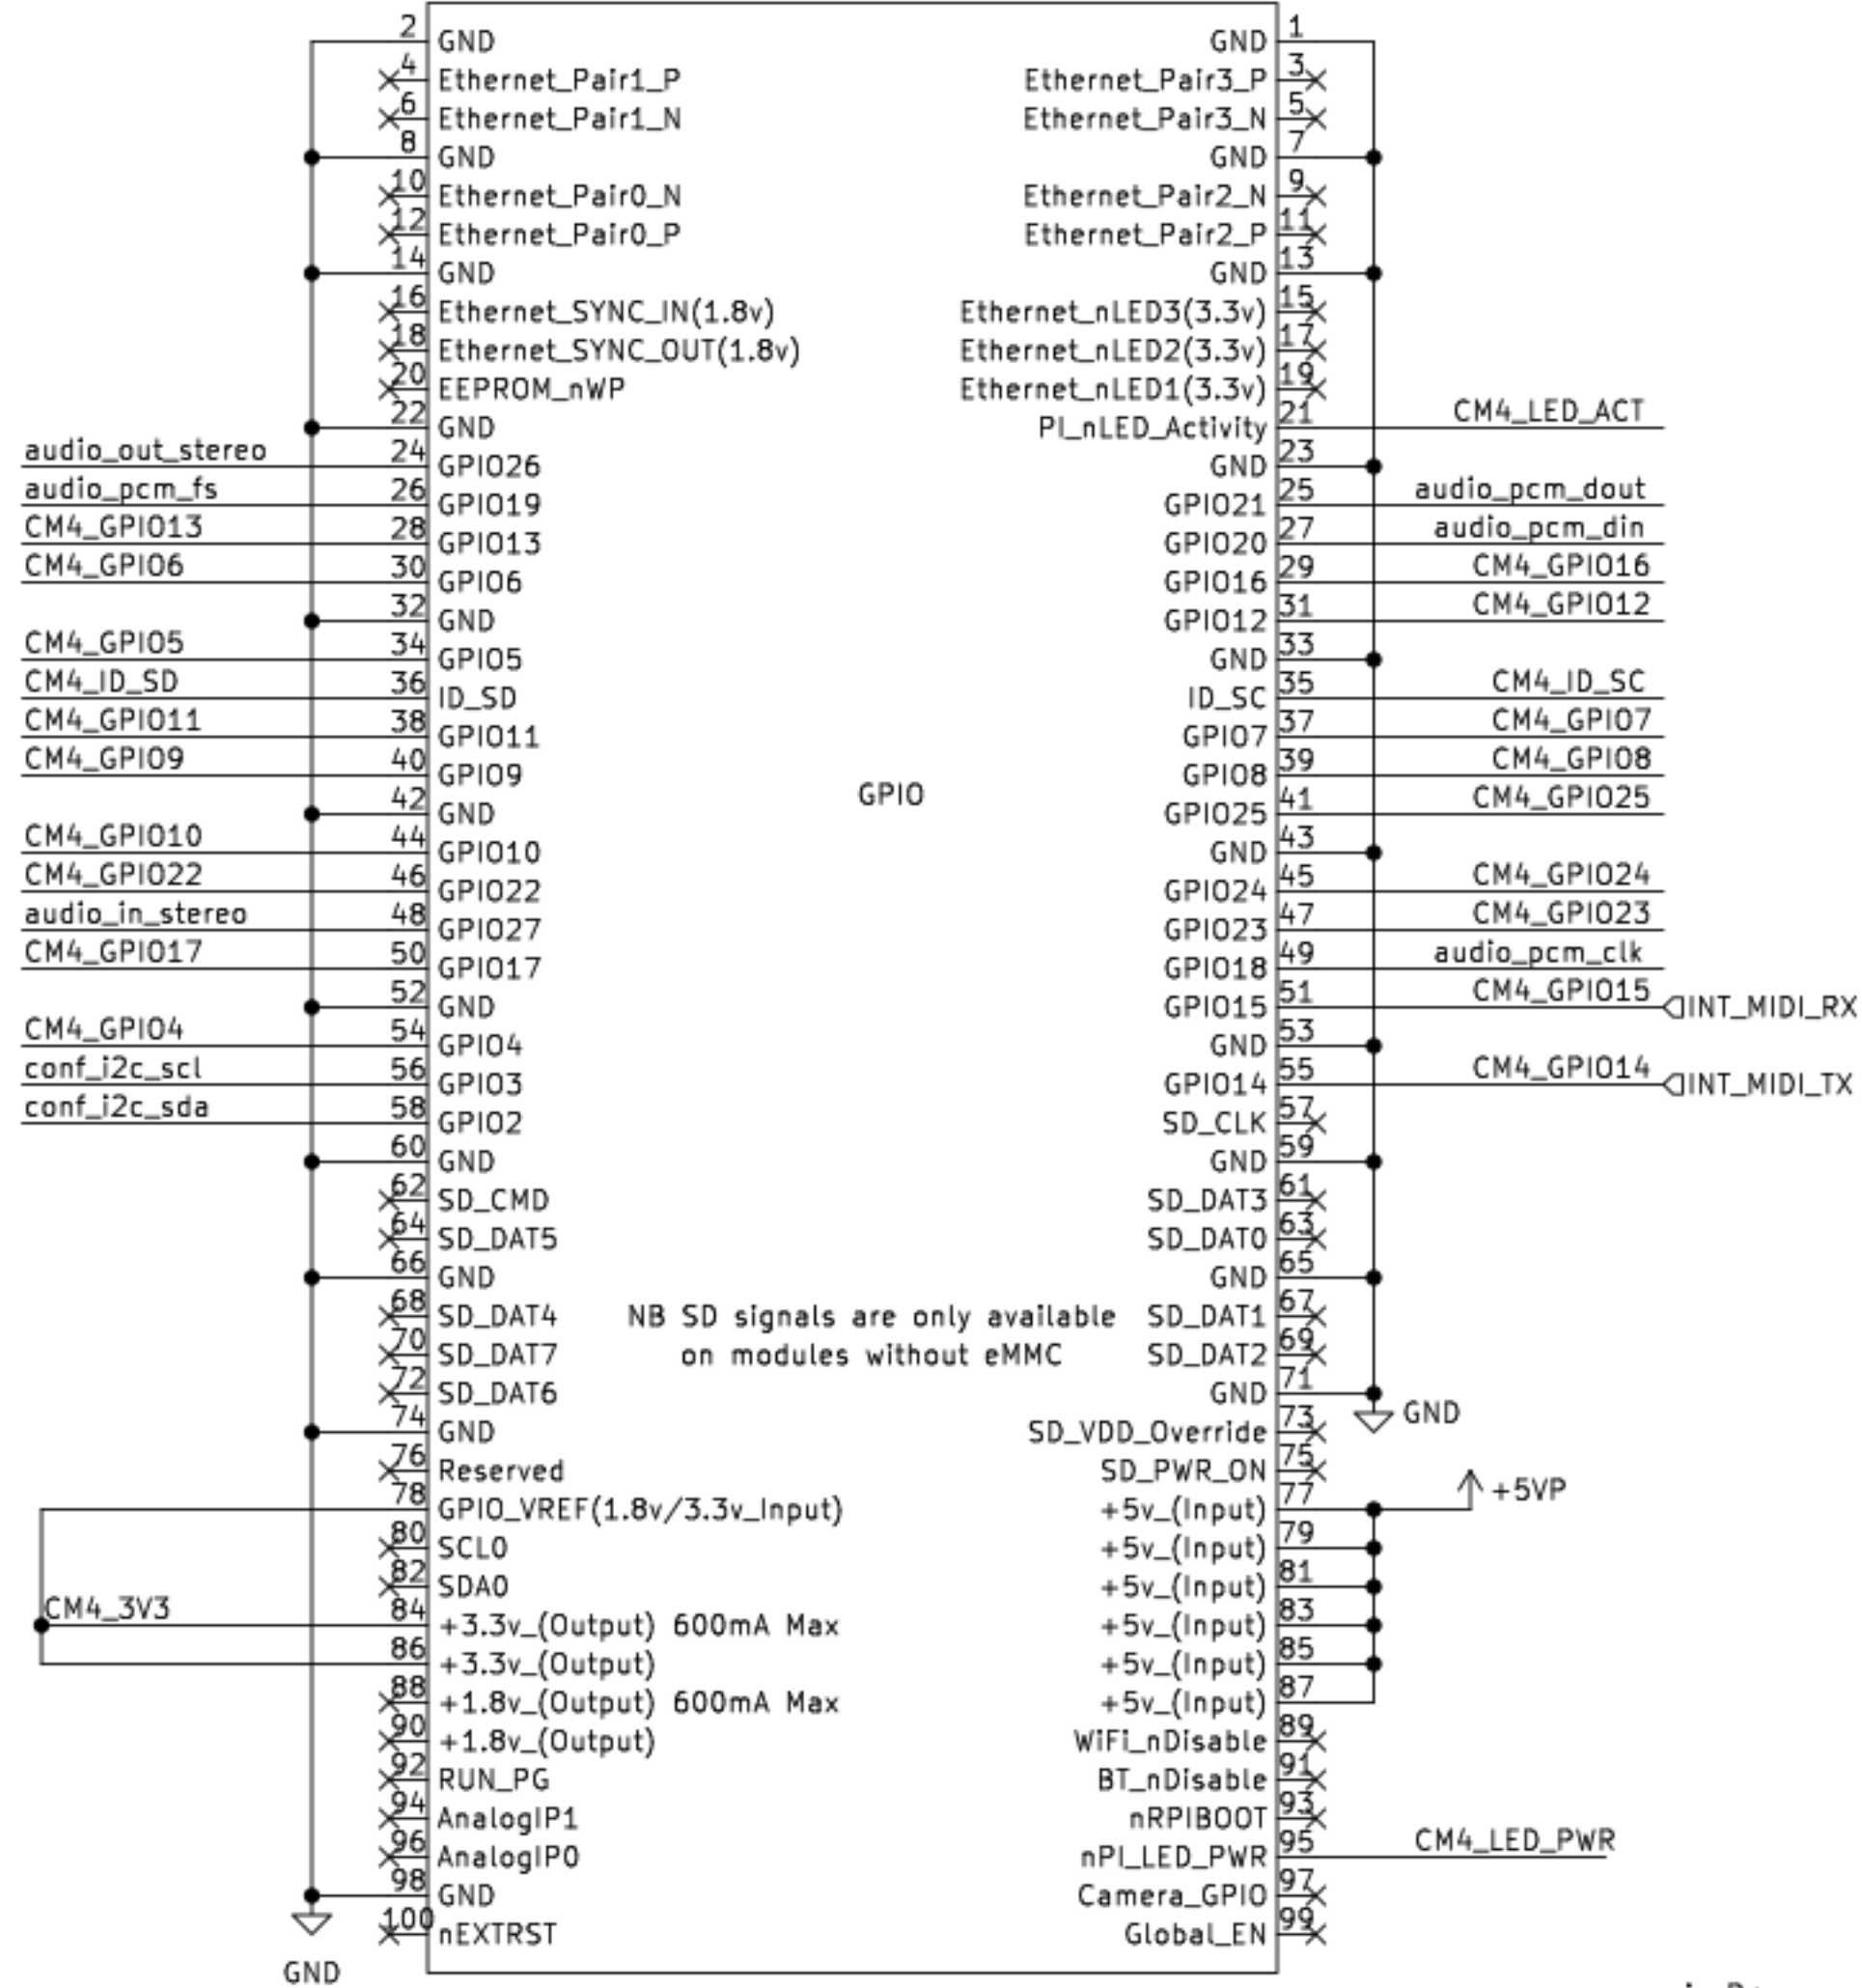 2 GND GND 1
4 Ethernet_Pair1_P Ethernet_Pair3_P 3
6 Ethernet_Pair1_N Ethernet_Pair3_N 5
8 GND GND 7
10 Ethernet_Pair0_N Ethernet_Pair2_N 9
12 Ethernet_Pair0_P Ethernet_Pair2_P 11
14 GND GND 13
16 Ethernet_SYNC_IN(1.8v) Ethernet_nLED3(3.3v) 15
18 Ethernet_SYNC_OUT(1.8v) Ethernet_nLED2(3.3v) 17
20 EEPROM_nWP Ethernet_nLED1(3.3v) 19
22 GND PI_nLED_Activity 21 CM4_LED_ACT
audio_out_stereo 24 GPIO26 GND 23
audio_pcm_fs 26 GPIO19 GPIO21 25 audio_pcm_dout
CM4_GPIO13 28 GPIO13 GPIO20 27 audio_pcm_din
CM4_GPIO6 30 GPIO6 GPIO16 29 CM4_GPIO16
32 GND GPIO12 31 CM4_GPIO12
CM4_GPIO5 34 GPIO5 GND 33
CM4_ID_SD 36 ID_SD ID_SC 35 CM4_ID_SC
CM4_GPIO11 38 GPIO11 GPIO7 37 CM4_GPIO7
CM4_GPIO9 40 GPIO9 GPIO8 39 CM4_GPIO8
GPIO
42 GND GPIO25 41 CM4_GPIO25
CM4_GPIO10 44 GPIO10 GND 43
CM4_GPIO22 46 GPIO22 GPIO24 45 CM4_GPIO24
audio_in_stereo 48 GPIO27 GPIO23 47 CM4_GPIO23
CM4_GPIO17 50 GPIO17 GPIO18 49 audio_pcm_clk
52 GND GPIO15 51 CM4_GPIO15 INT_MIDI_RX
CM4_GPIO4 54 GPIO4 GND 53
conf_i2c_scl 56 GPIO3 GPIO14 55 CM4_GPIO14 INT_MIDI_TX
conf_i2c_sda 58 GPIO2 SD_CLK 57
60 GND GND 59
62 SD_CMD SD_DAT3 61
64 SD_DAT5 SD_DAT0 63
66 GND GND 65
68 SD_DAT4 NB SD signals are only available SD_DAT1 67
70 SD_DAT7 on modules without eMMC SD_DAT2 69
72 SD_DAT6 GND 71
GND
74 GND SD_VDD_Override 73
76 Reserved SD_PWR_ON 75
+5VP
78 GPIO_VREF(1.8v/3.3v_Input) +5v_(Input) 77
80 SCL0 +5v_(Input) 79
82 SDA0 +5v_(Input) 81
CM4_3V3 84 +3.3v_(Output) 600mA Max +5v_(Input) 83
86 +3.3v_(Output) +5v_(Input) 85
88 +1.8v_(Output) 600mA Max +5v_(Input) 87
90 +1.8v_(Output) WiFi_nDisable 89
92 RUN_PG BT_nDisable 91
94 AnalogIP1 nRPIBOOT 93
96 AnalogIP0 nPI_LED_PWR 95 CM4_LED_PWR
98 GND Camera_GPIO 97
100 nEXTRST Global_EN 99
GND